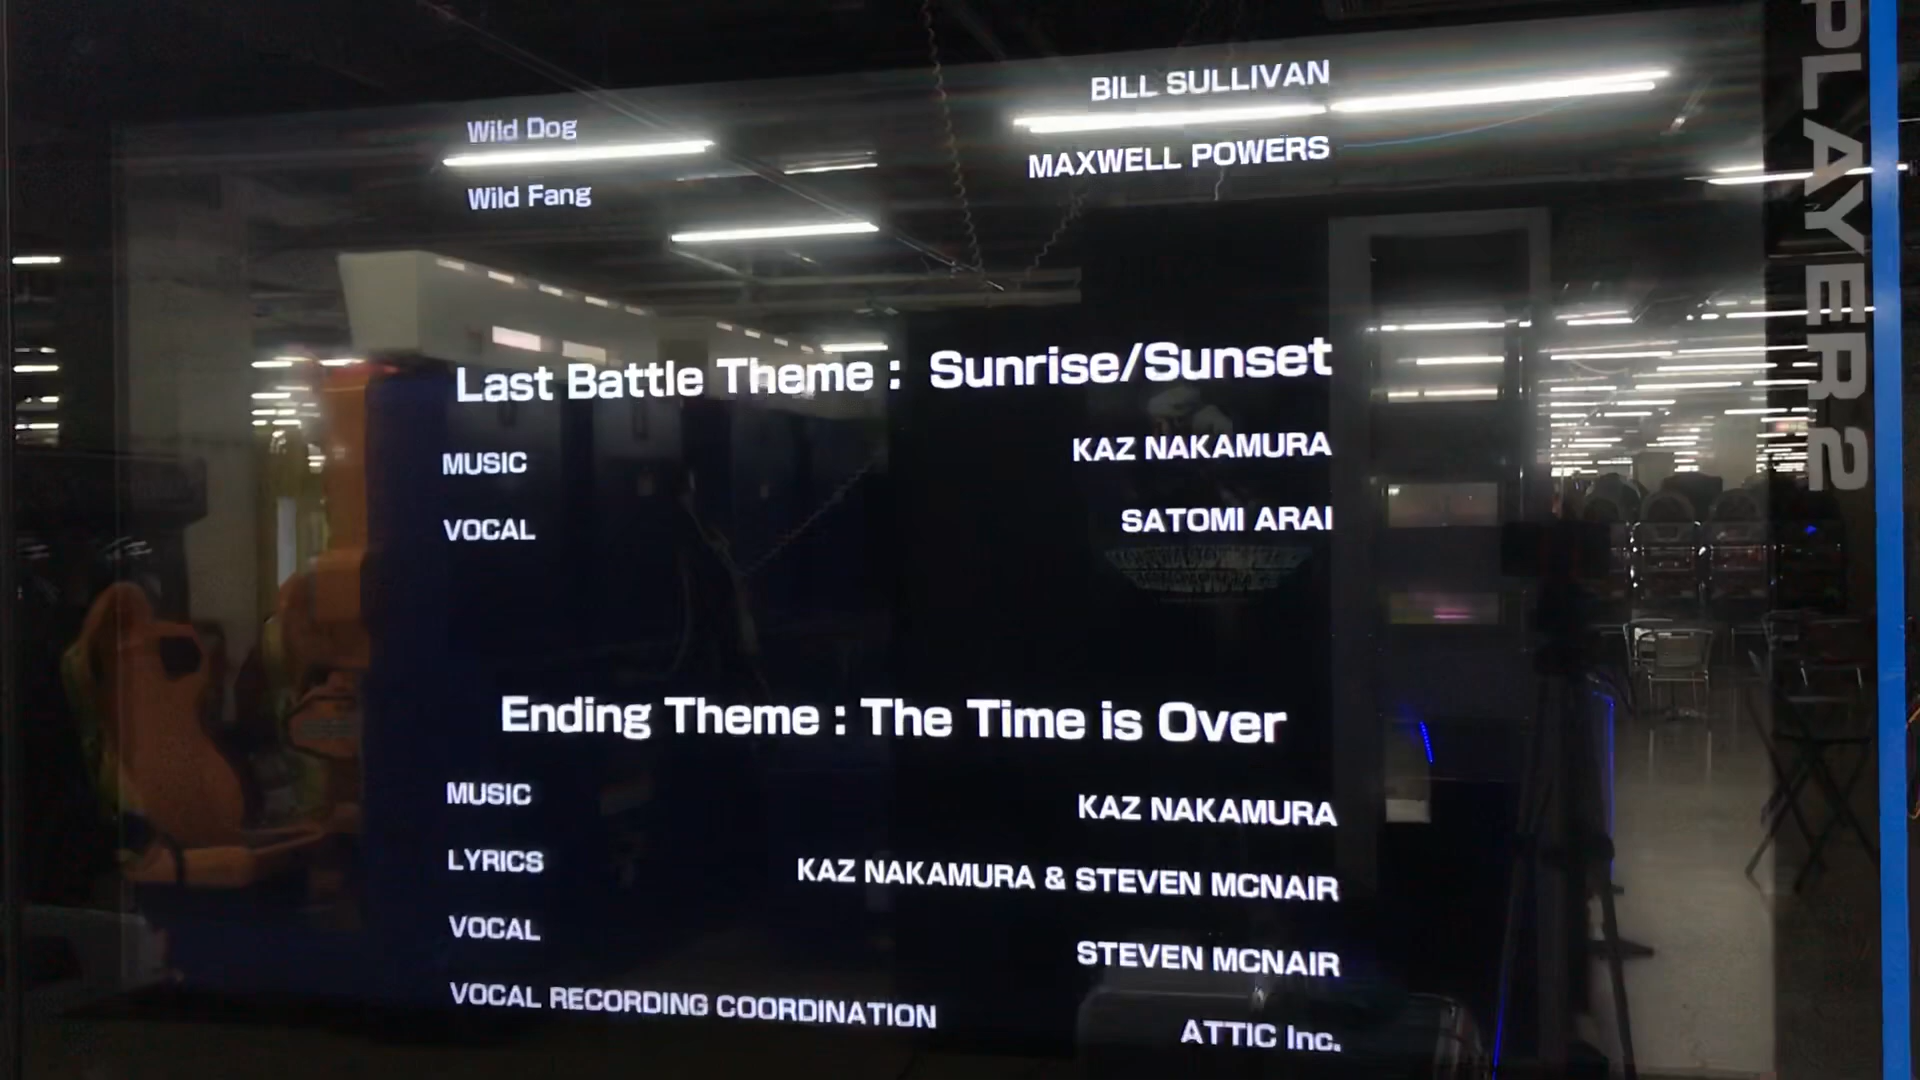 BILL SULLIVAN
Wild Dog
MAXWELL POWERS
Wild Fang
Last Battle Theme : Sunrise/Sunset
MUSIC KAZ NAKAMURA
VOCAL SATOMI ARAI
Ending Theme : The Time is Over
MUSIC KAZ NAKAMURA
LYRICS KAZ NAKAMURA & STEVEN MCNAIR
VOCAL STEVEN MCNAIR
VOCAL RECORDING COORDINATION ATTIC Inc.
PLAYER 2